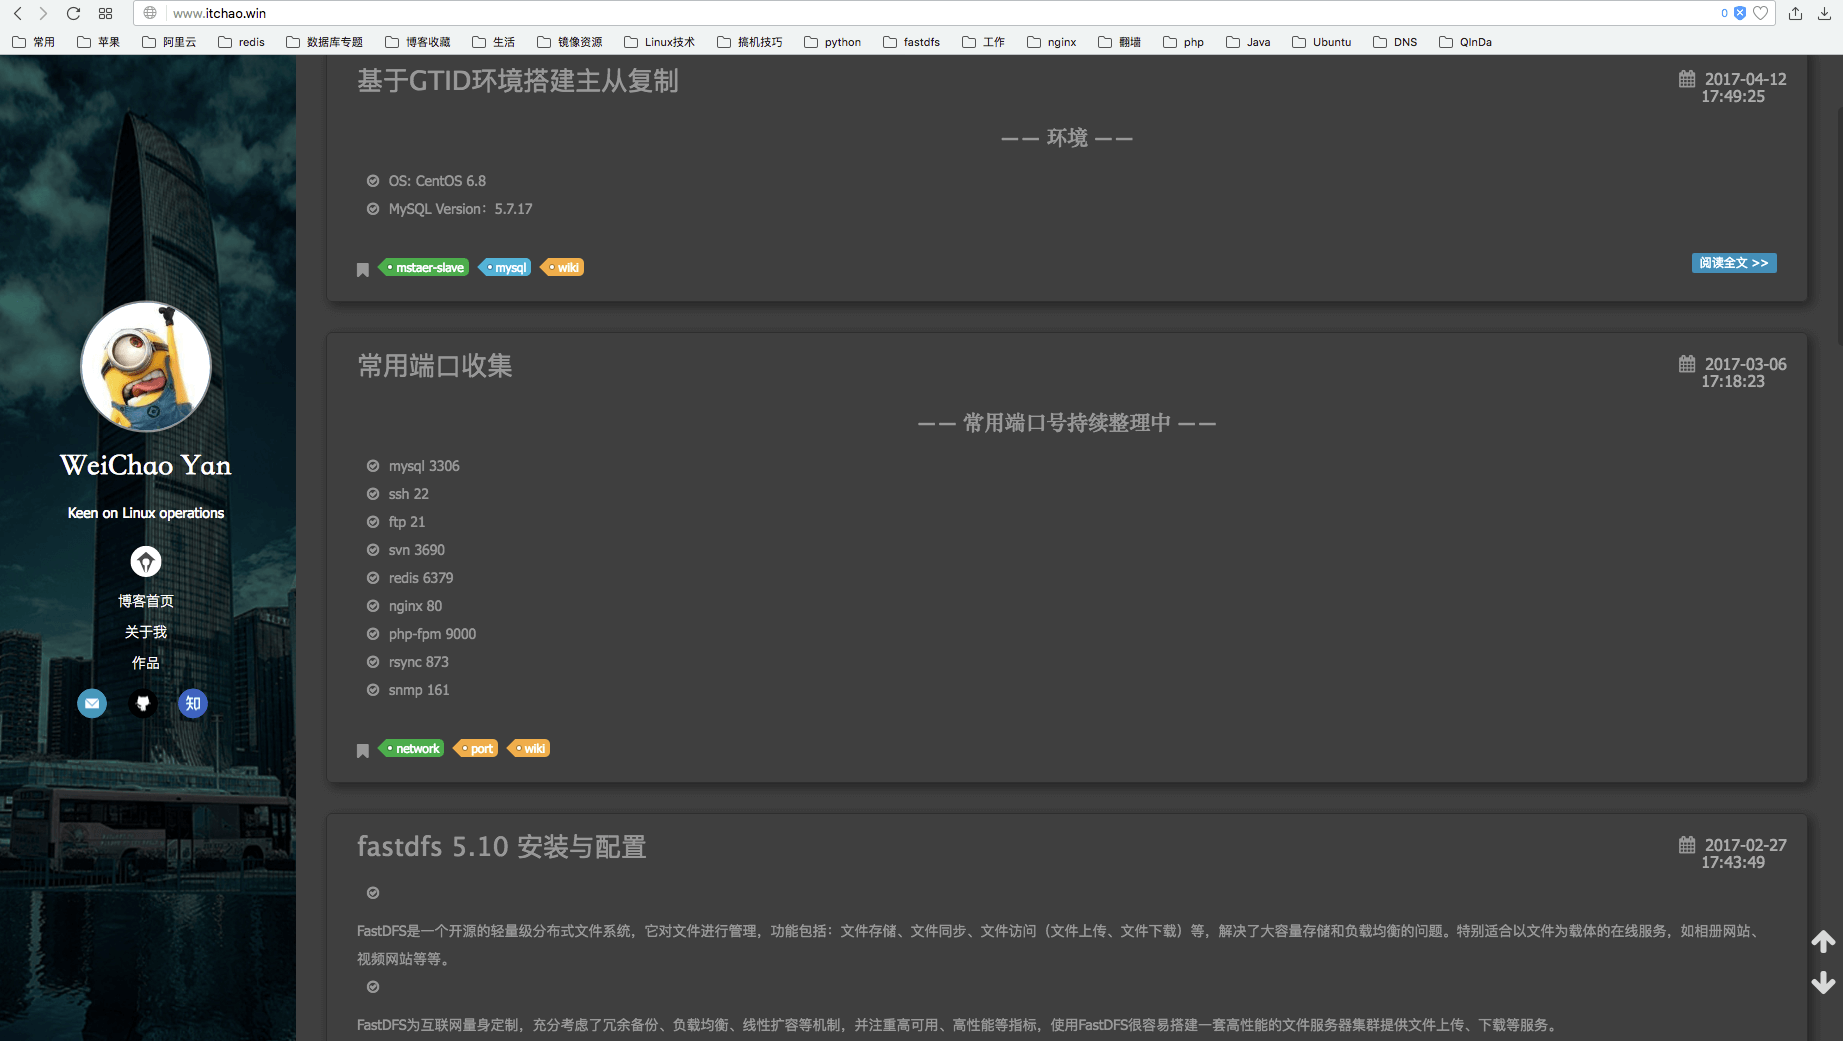 www.itchao.win
0
常用 苹果 阿里云 redis 数据库专题 博客收藏 生活 镜像资源 Linux技术 搞机技巧 python fastdfs 工作 nginx 翻墙 php Java Ubuntu DNS QInDa
WeiChao Yan
Keen on Linux operations
博客首页
关于我
作品
知
基于GTID环境搭建主从复制
2017-04-12
17:49:25
—— 环境 ——
OS: CentOS 6.8
MySQL Version：5.7.17
mstaer-slave mysql wiki
阅读全文 >>
常用端口收集
2017-03-06
17:18:23
—— 常用端口号持续整理中 ——
mysql 3306
ssh 22
ftp 21
svn 3690
redis 6379
nginx 80
php-fpm 9000
rsync 873
snmp 161
network port wiki
fastdfs 5.10 安装与配置
2017-02-27
17:43:49
FastDFS是一个开源的轻量级分布式文件系统，它对文件进行管理，功能包括：文件存储、文件同步、文件访问（文件上传、文件下载）等，解决了大容量存储和负载均衡的问题。特别适合以文件为载体的在线服务，如相册网站、
视频网站等等。
FastDFS为互联网量身定制，充分考虑了冗余备份、负载均衡、线性扩容等机制，并注重高可用、高性能等指标，使用FastDFS很容易搭建一套高性能的文件服务器集群提供文件上传、下载等服务。